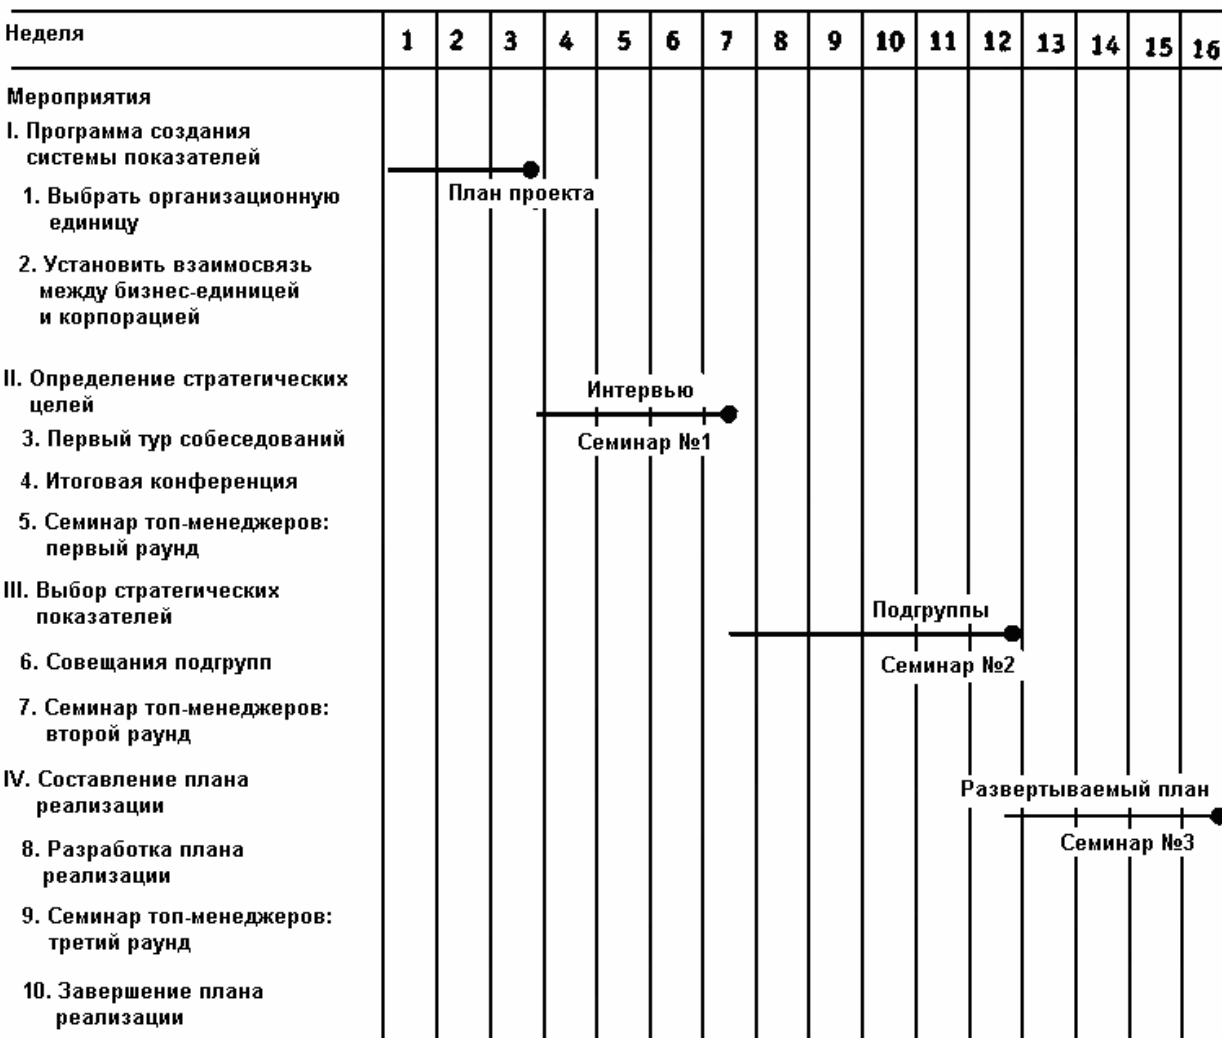 Неделя 1 2 3 4 5 6 7 8 9 10 11 12 13 14 15 16
Мероприятия
I. Программа создания
системы показателей
План проекта
1. Выбрать организационную
единицу
2. Установить взаимосвязь
между бизнес-единицей
и корпорацией
II. Определение стратегических
целей
Интервью
3. Первый тур собеседований
Семинар №1
4. Итоговая конференция
5. Семинар топ-менеджеров:
первый раунд
III. Выбор стратегических
показателей
Подгруппы
6. Совещания подгрупп
Семинар №2
7. Семинар топ-менеджеров:
второй раунд
IV. Составление плана
реализации
Развертываемый план
Семинар №3
8. Разработка плана
реализации
9. Семинар топ-менеджеров:
третий раунд
10. Завершение плана
реализации